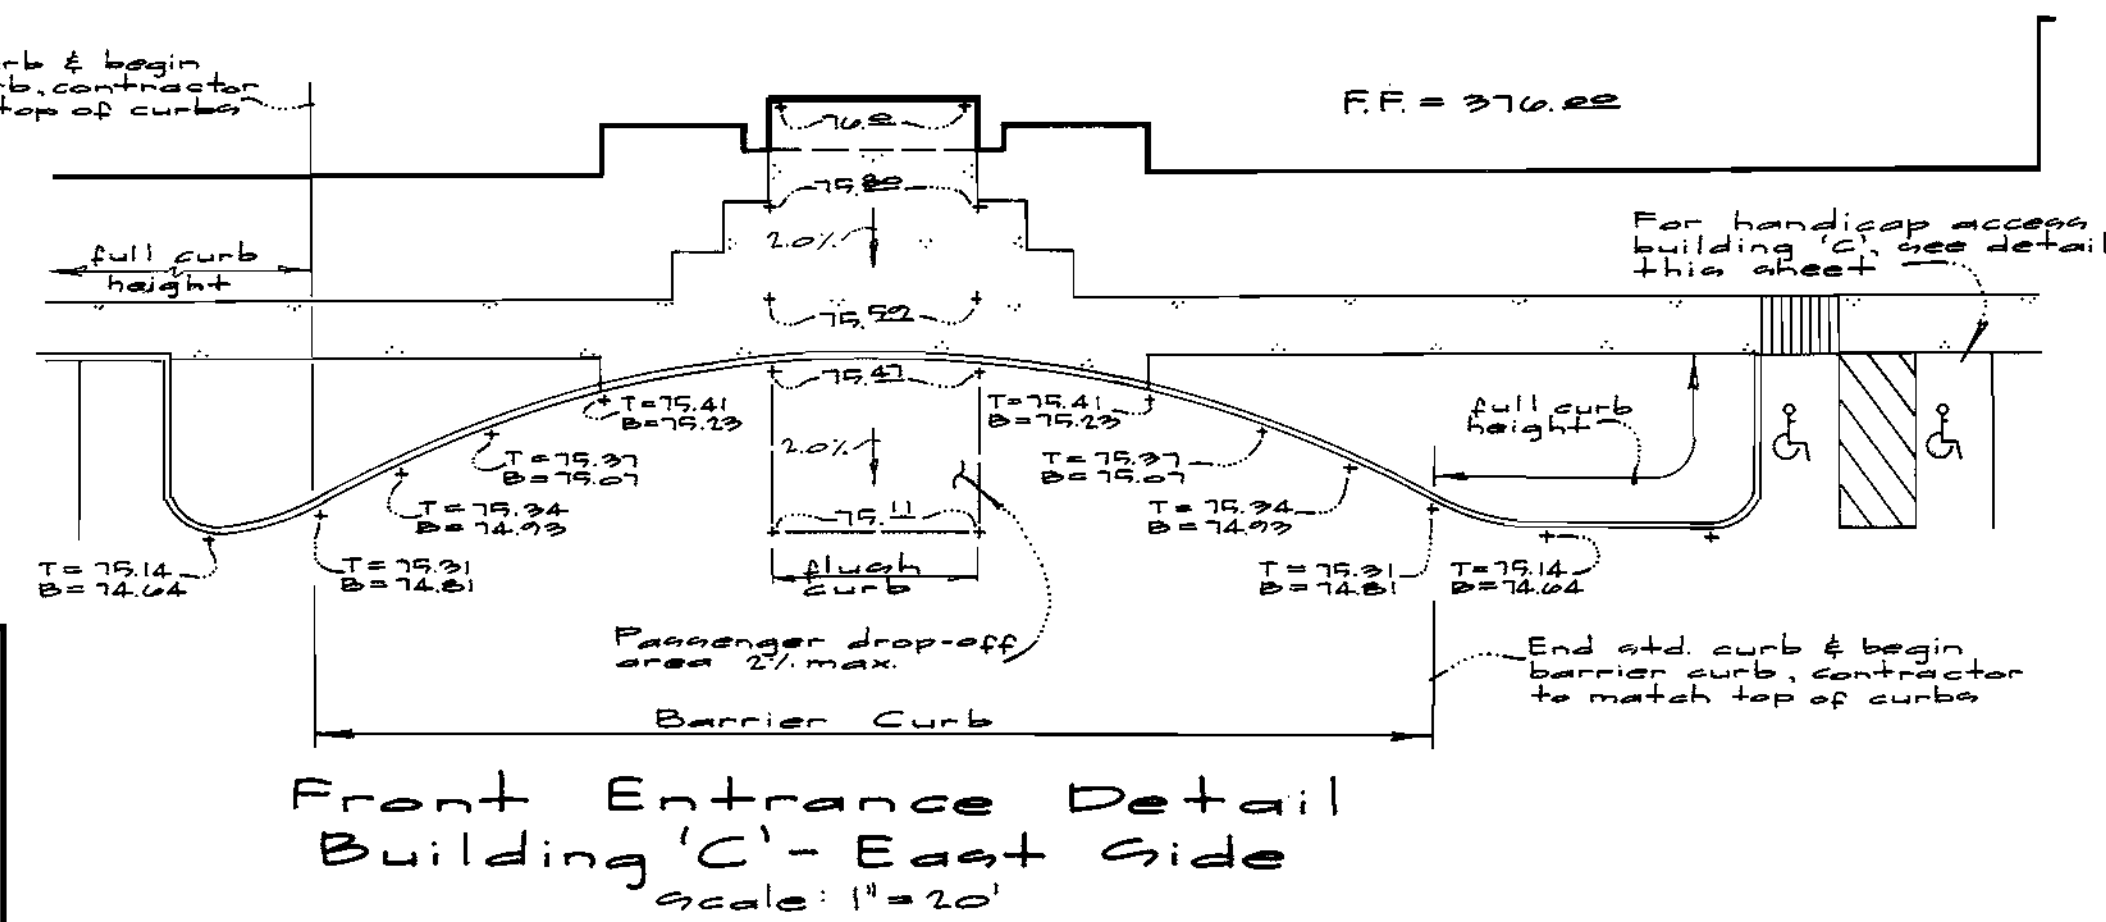 rb & begin
b, contractor
top of curbs
F.F. = 376.00
76.0
75.80
2.0%
full curb
height
For handicap access
building 'C', see detail
this sheet
75.59
75.47
T=75.41
B=75.23
T=75.41
B=75.23
full curb
height
2.0%
T=75.37
B=75.07
T=75.37
B=75.07
T=75.34
B=74.93
T=75.34
B=74.93
75.11
T=75.14
B=74.64
T=75.31
B=74.81
flush
curb
T=75.31
B=74.81
T=75.14
B=74.64
Passenger drop-off
area 2% max.
End std. curb & begin
barrier curb, contractor
to match top of curbs
Barrier Curb
Front Entrance Detail
Building 'C' - East Side
scale: 1" = 20'